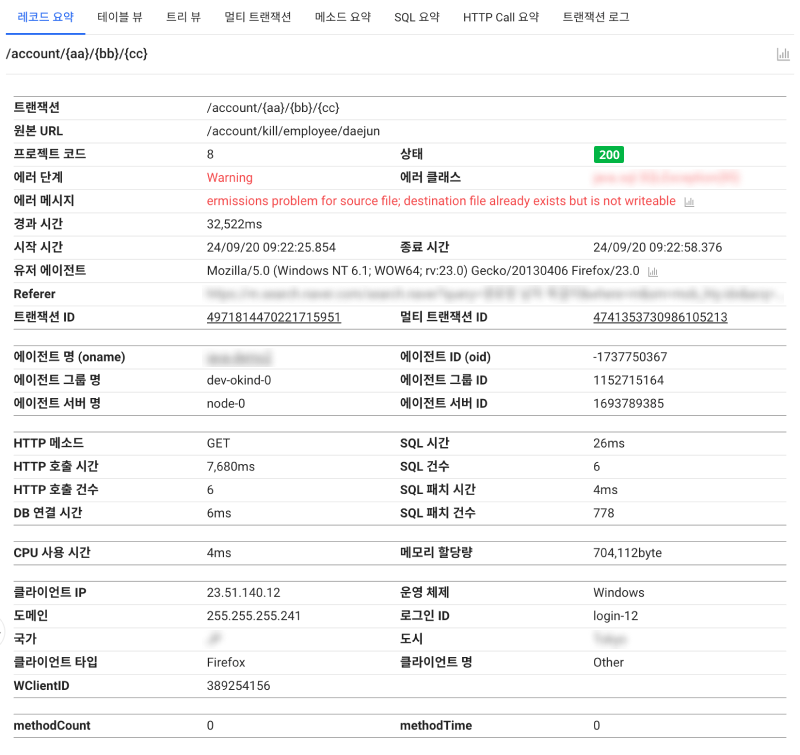 레코드 요약 테이블 뷰 트리 뷰 멀티 트랜잭션 메소드 요약 SQL 요약 HTTP Call 요약 트랜잭션 로그
/account/{aa}/{bb}/{cc}
트랜잭션 /account/{aa}/{bb}/{cc}
원본 URL /account/kill/employee/daejun
프로젝트 코드 8 상태 200
에러 단계 Warning 에러 클래스
에러 메시지 ermissions problem for source file; destination file already exists but is not writeable
경과 시간 32,522ms
시작 시간 24/09/20 09:22:25.854 종료 시간 24/09/20 09:22:58.376
유저 에이전트 Mozilla/5.0 (Windows NT 6.1; WOW64; rv:23.0) Gecko/20130406 Firefox/23.0
Referer
트랜잭션 ID 4971814470221715951 멀티 트랜잭션 ID 4741353730986105213
에이전트 명 (oname) 에이전트 ID (oid) -1737750367
에이전트 그룹 명 dev-okind-0 에이전트 그룹 ID 1152715164
에이전트 서버 명 node-0 에이전트 서버 ID 1693789385
HTTP 메소드 GET SQL 시간 26ms
HTTP 호출 시간 7,680ms SQL 건수 6
HTTP 호출 건수 6 SQL 패치 시간 4ms
DB 연결 시간 6ms SQL 패치 건수 778
CPU 사용 시간 4ms 메모리 할당량 704,112byte
클라이언트 IP 23.51.140.12 운영 체제 Windows
도메인 255.255.255.241 로그인 ID login-12
국가 도시
클라이언트 타입 Firefox 클라이언트 명 Other
WClientID 389254156
methodCount 0 methodTime 0